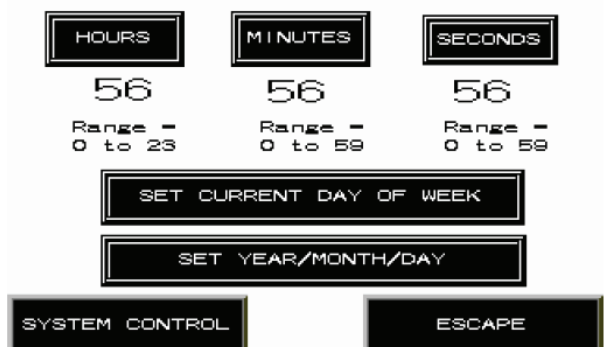 HOURS MINUTES SECONDS
56 56 56
Range - Range - Range -
0 to 23 0 to 59 0 to 59
SET CURRENT DAY OF WEEK
SET YEAR/MONTH/DAY
SYSTEM CONTROL ESCAPE